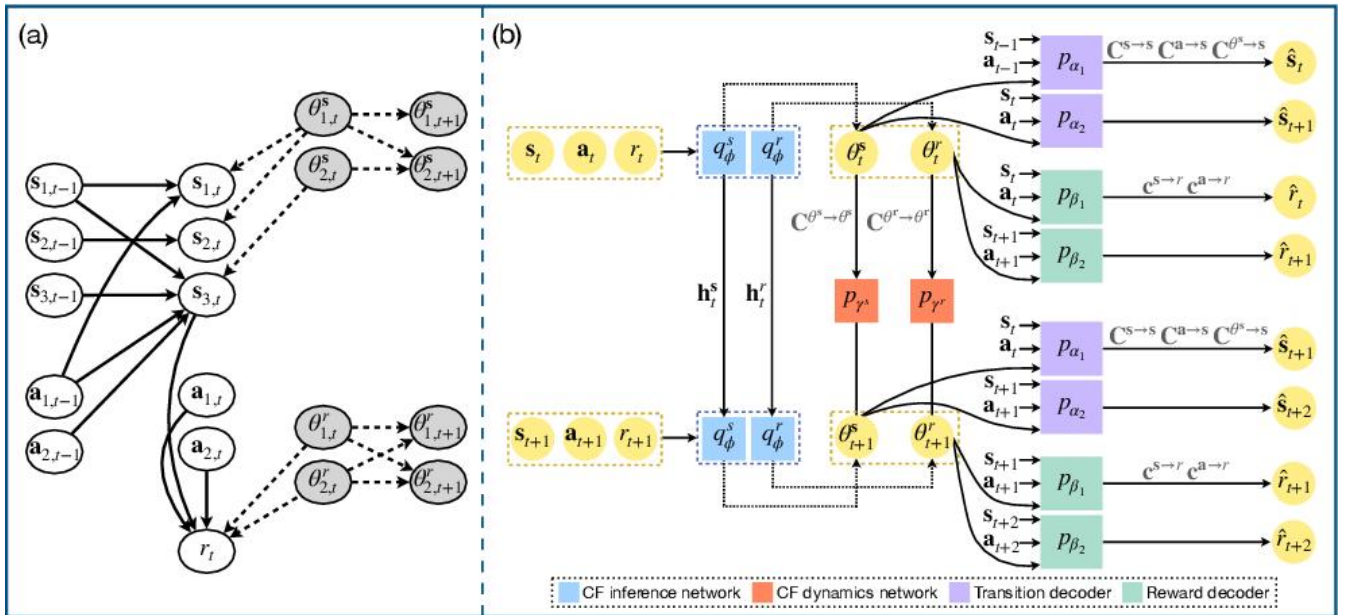 (a)
θ^s_{1,t} θ^s_{1,t+1}
θ^s_{2,t} θ^s_{2,t+1}
s_{1,t-1} s_{1,t}
s_{2,t-1} s_{2,t}
s_{3,t-1} s_{3,t}
a_{1,t-1} a_{1,t}
a_{2,t-1} a_{2,t}
θ^r_{1,t} θ^r_{1,t+1}
θ^r_{2,t} θ^r_{2,t+1}
r_t
(b)
s_{t-1}
a_{t-1} p_{α_1} C^{s→s} C^{a→s} C^{θ^s→s} ŝ_t
s_t
a_t p_{α_2} ŝ_{t+1}
s_t a_t r_t q^s_ϕ q^r_ϕ θ^s_t θ^r_t
s_t
a_t p_{β_1} c^{s→r} c^{a→r} r̂_t
s_{t+1}
a_{t+1} p_{β_2} r̂_{t+1}
C^{θ^s→θ^s} C^{θ^r→θ^r}
h^s_t h^r_t p_{γ^s} p_{γ^r}
s_t
a_t p_{α_1} C^{s→s} C^{a→s} C^{θ^s→s} ŝ_{t+1}
s_{t+1}
a_{t+1} p_{α_2} ŝ_{t+2}
s_{t+1} a_{t+1} r_{t+1} q^s_ϕ q^r_ϕ θ^s_{t+1} θ^r_{t+1}
s_{t+1}
a_{t+1} p_{β_1} c^{s→r} c^{a→r} r̂_{t+1}
s_{t+2}
a_{t+2} p_{β_2} r̂_{t+2}
CF inference network CF dynamics network Transition decoder Reward decoder